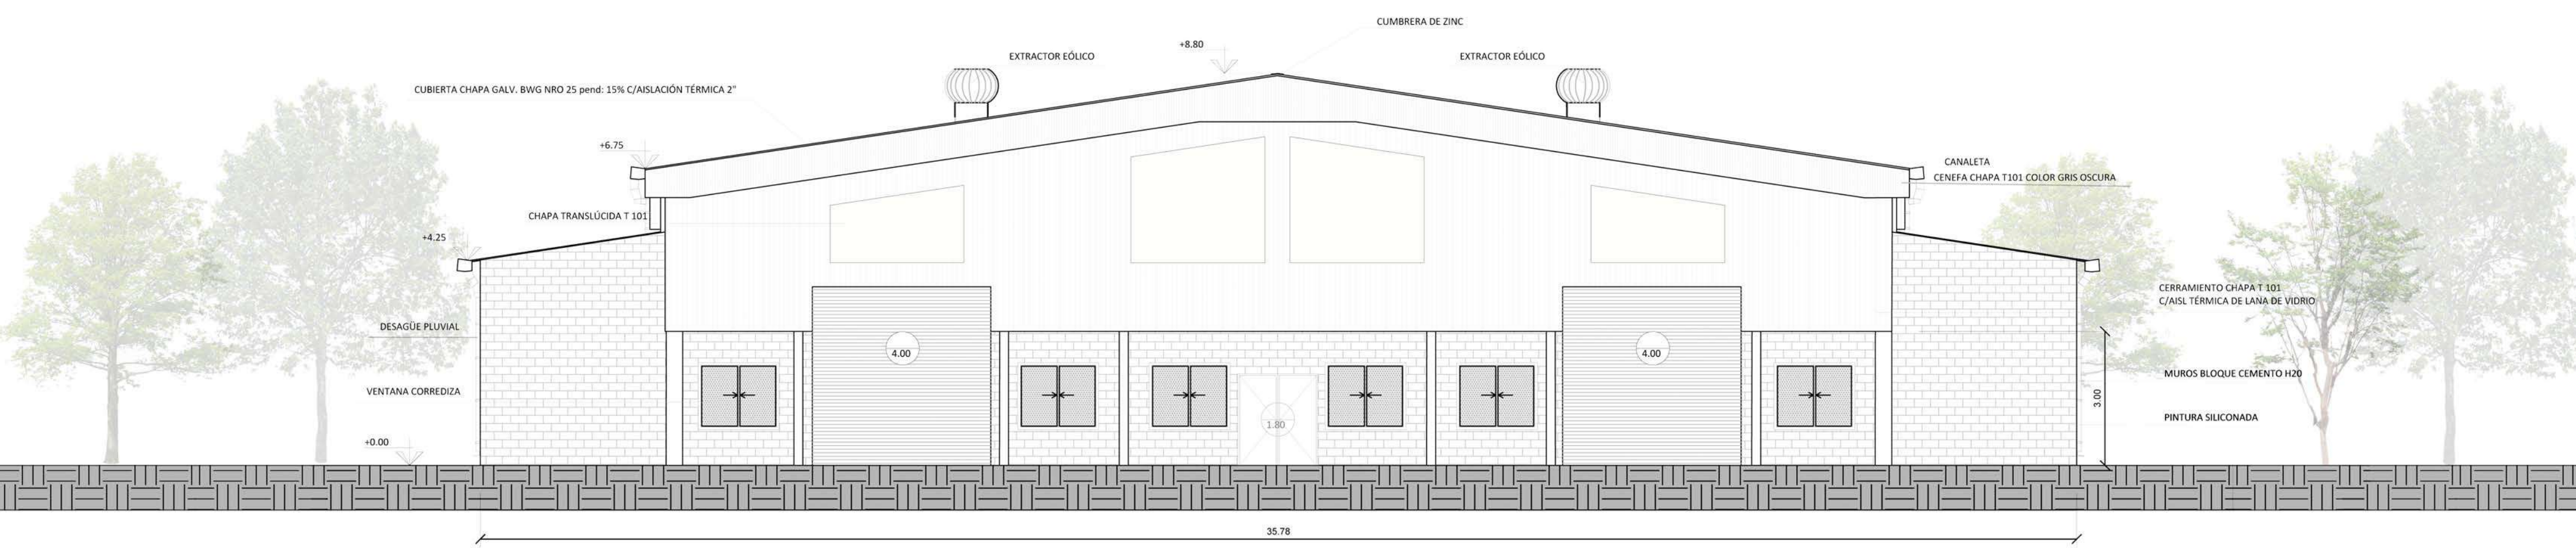 CUMBRERA DE ZINC
+8.80
EXTRACTOR EÓLICO
EXTRACTOR EÓLICO
CUBIERTA CHAPA GALV. BWG NRO 25 pend: 15% C/AISLACIÓN TÉRMICA 2"
+6.75
CANALETA
CENEFA CHAPA T101 COLOR GRIS OSCURA
CHAPA TRANSLÚCIDA T 101
+4.25
CERRAMIENTO CHAPA T 101
C/AISL TÉRMICA DE LANA DE VIDRIO
DESAGÜE PLUVIAL
4.00
4.00
MUROS BLOQUE CEMENTO H20
VENTANA CORREDIZA
3.00
PINTURA SILICONADA
1.80
+0.00
35.78